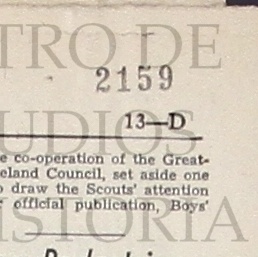 TRO DE
2159
UDIOS
13—D
e co-operation of the Great-
eland Council, set aside one
o draw the Scouts' attention
r official publication, Boys'
ISTORIA